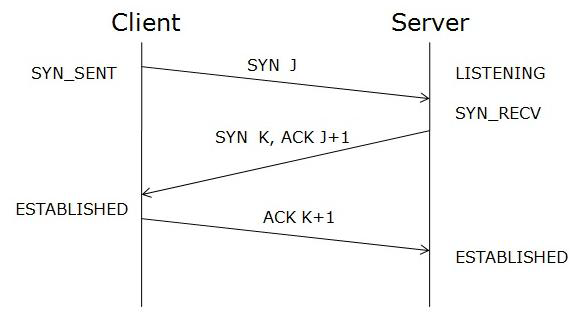 Client
Server
SYN_SENT
SYN J
LISTENING
SYN_RECV
SYN K, ACK J+1
ESTABLISHED
ACK K+1
ESTABLISHED